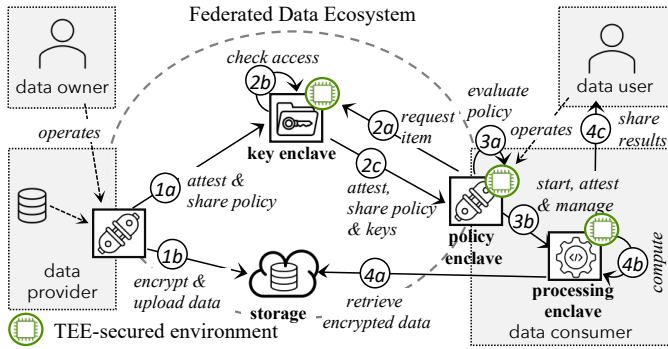 Federated Data Ecosystem
data owner
check access
2b
key enclave
operates
1a
attest &
share policy
2a
request
item
2c
attest,
share policy
& keys
evaluate
policy
3a
operates
data user
4c
share
results
start, attest
& manage
3b
policy
enclave
4b
compute
processing
enclave
data consumer
data
provider
1b
encrypt &
upload data
storage
4a
retrieve
encrypted data
TEE-secured environment